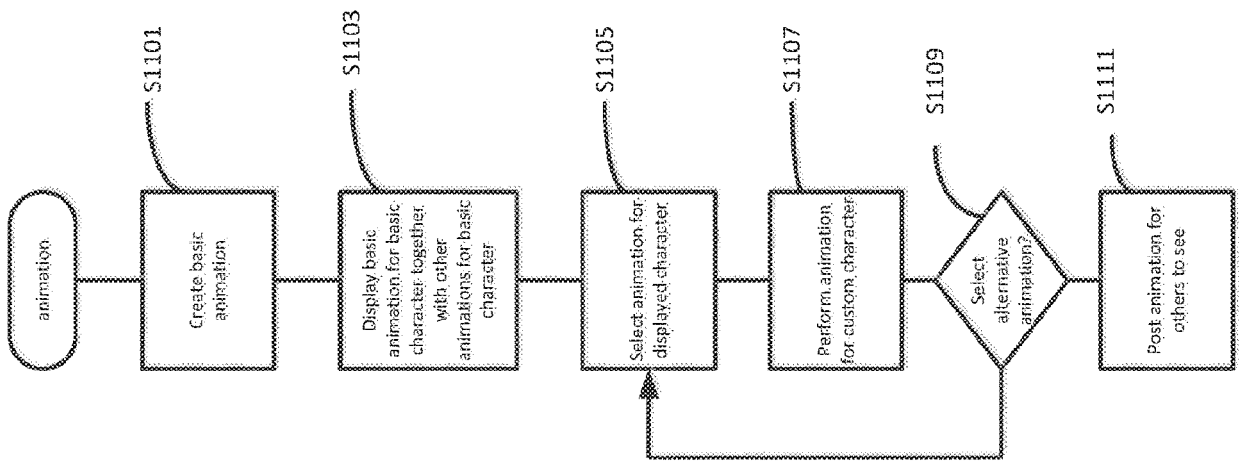 animation
S1101
Create basic
animation
S1103
Display basic
animation for basic
character together
with other
animations for basic
character
S1105
Select animation for
displayed character
S1107
Perform animation
for custom character
S1109
Select
alternative
animation?
S1111
Post animation for
others to see